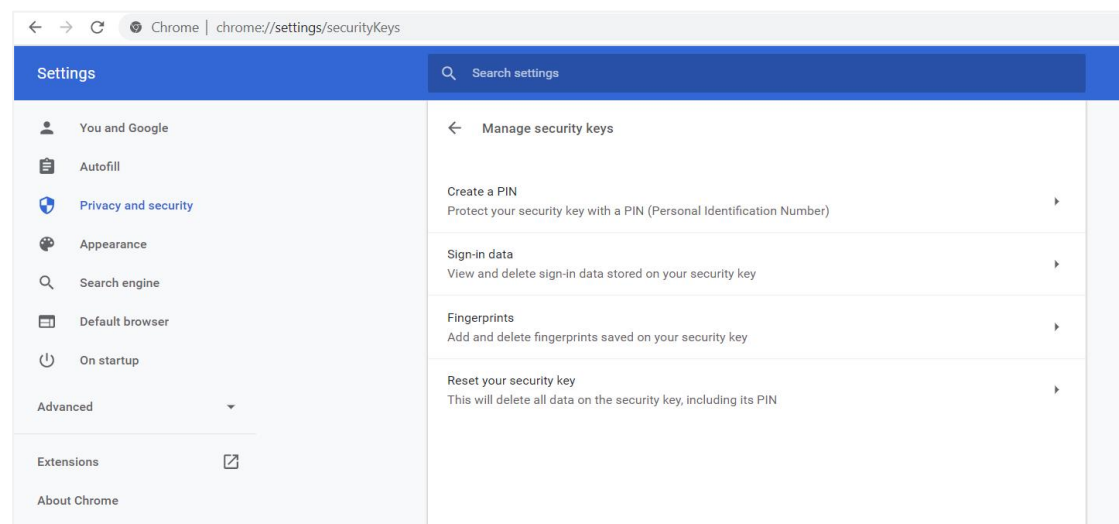 Chrome | chrome://settings/securityKeys
Settings
Search settings
You and Google
Autofill
Privacy and security
Appearance
Search engine
Default browser
On startup
Advanced
Extensions
About Chrome
Manage security keys
Create a PIN
Protect your security key with a PIN (Personal Identification Number)
Sign-in data
View and delete sign-in data stored on your security key
Fingerprints
Add and delete fingerprints saved on your security key
Reset your security key
This will delete all data on the security key, including its PIN